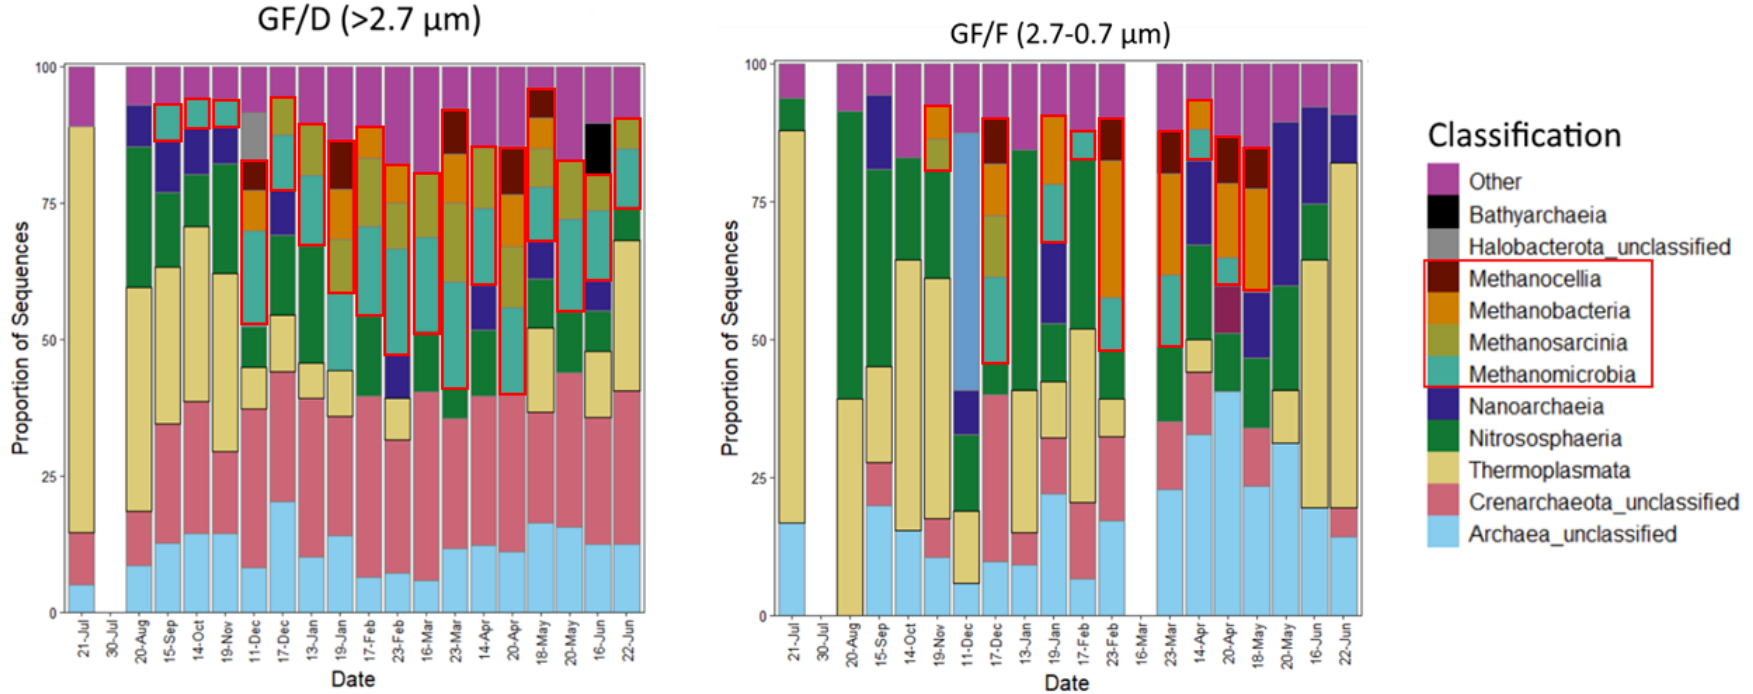 GF/D (>2.7 µm)
100
75
50
25
0
Proportion of Sequences
21-Jul
30-Jul
20-Aug
15-Sep
14-Oct
19-Nov
11-Dec
17-Dec
13-Jan
19-Jan
17-Feb
23-Feb
16-Mar
23-Mar
14-Apr
20-Apr
18-May
20-May
16-Jun
22-Jun
Date
GF/F (2.7-0.7 µm)
100
75
50
25
0
Proportion of Sequences
21-Jul
30-Jul
20-Aug
15-Sep
14-Oct
19-Nov
11-Dec
17-Dec
13-Jan
19-Jan
17-Feb
23-Feb
16-Mar
23-Mar
14-Apr
20-Apr
18-May
20-May
16-Jun
22-Jun
Date
Classification
Other
Bathyarchaeia
Halobacterota_unclassified
Methanocellia
Methanobacteria
Methanosarcinia
Methanomicrobia
Nanoarchaeia
Nitrososphaeria
Thermoplasmata
Crenarchaeota_unclassified
Archaea_unclassified